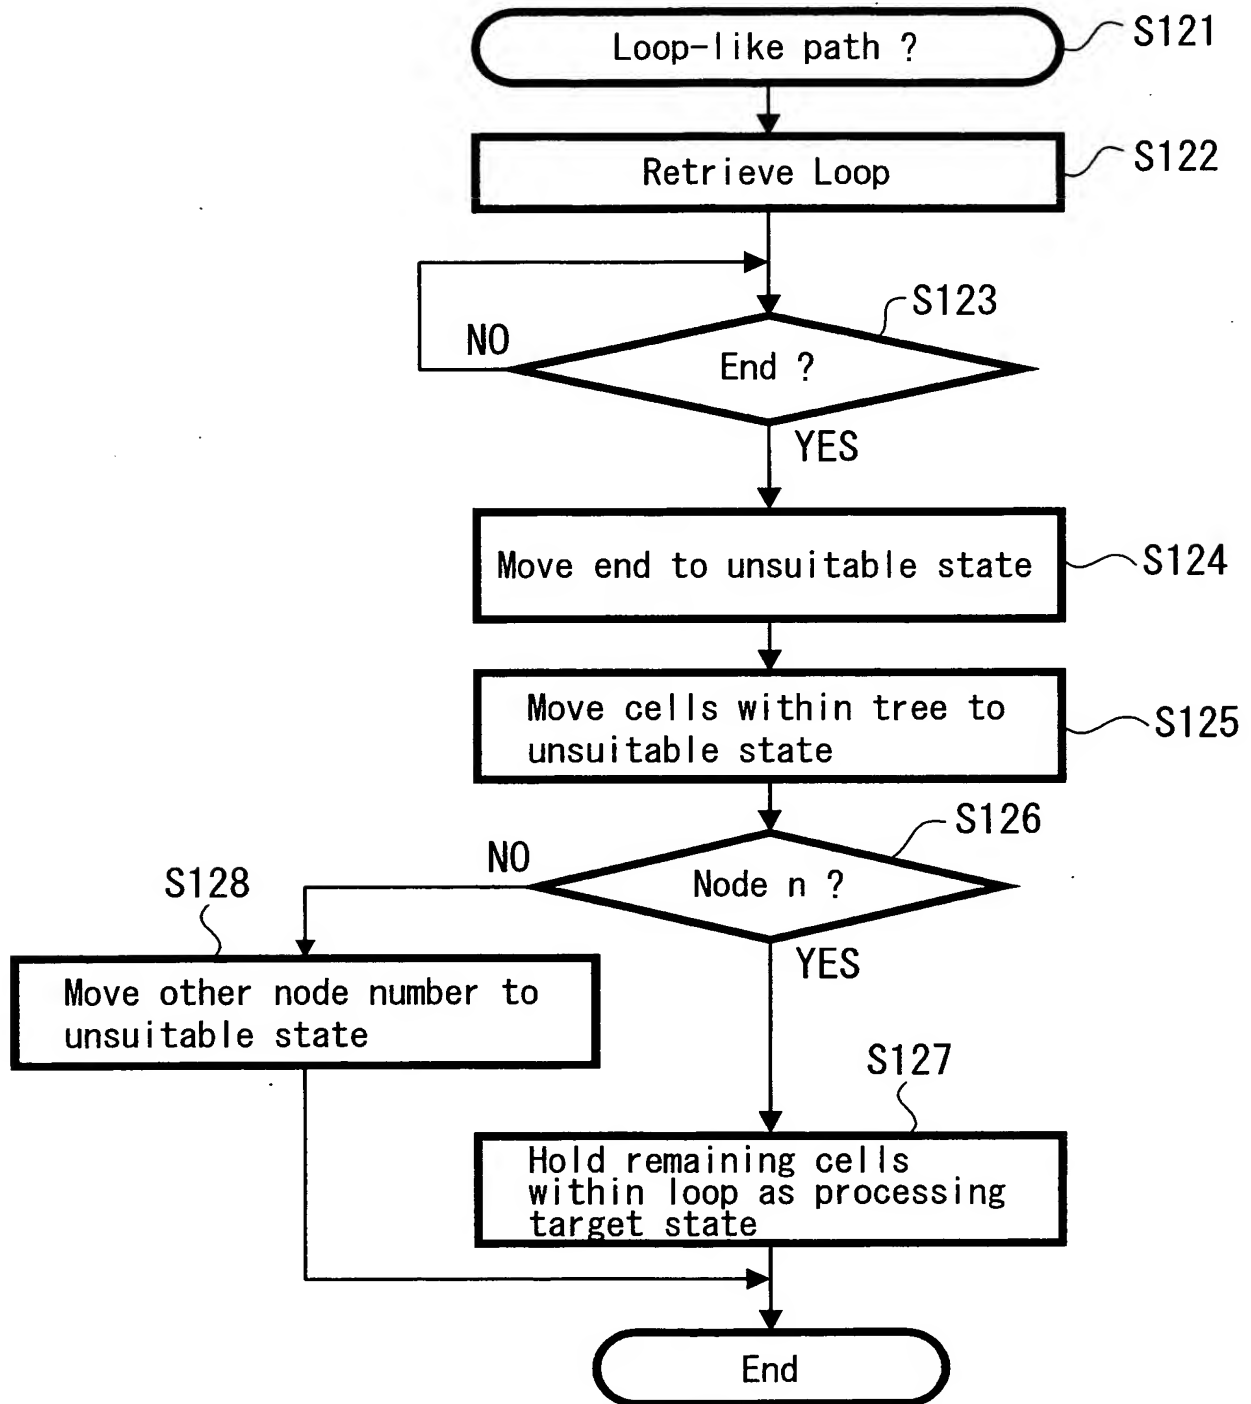 Loop-like path ?
S121
Retrieve Loop
S122
S123
NO
End ?
YES
Move end to unsuitable state
S124
Move cells within tree to
unsuitable state
S125
S126
NO
Node n ?
S128
YES
Move other node number to
unsuitable state
S127
Hold remaining cells
within loop as processing
target state
End